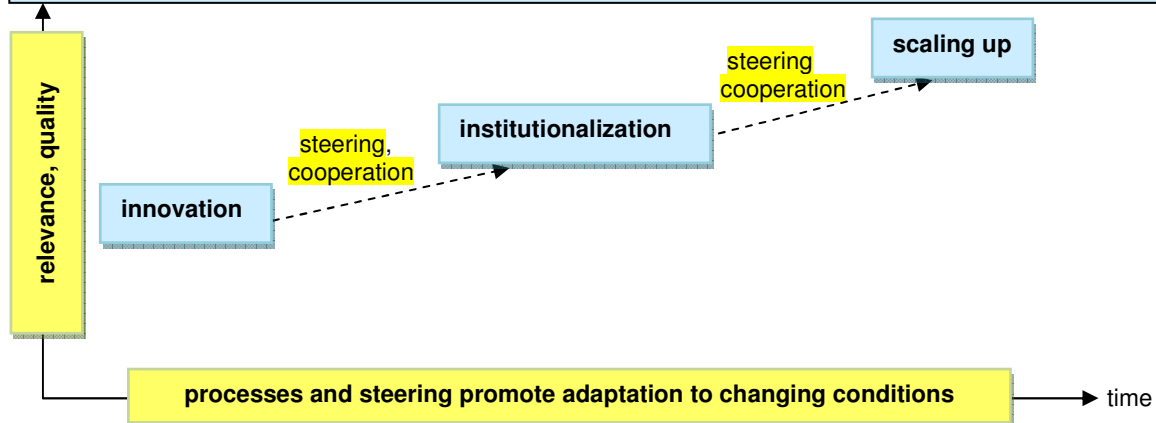 scaling up
steering
cooperation
institutionalization
steering,
cooperation
innovation
relevance, quality
processes and steering promote adaptation to changing conditions
time